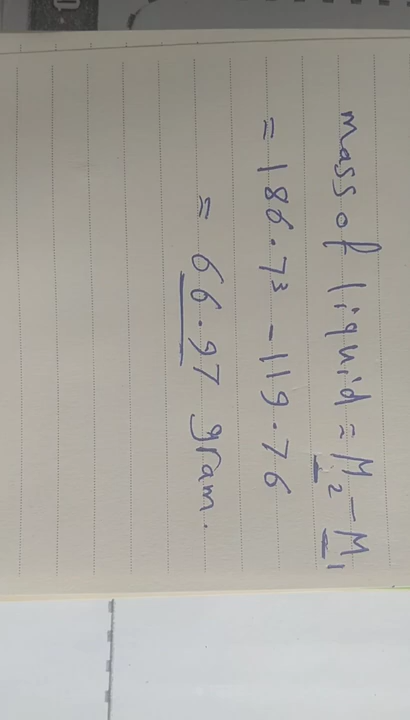 mass of liquid = M₂ - M₁
= 186.73 - 119.76
= 66.97 gram.